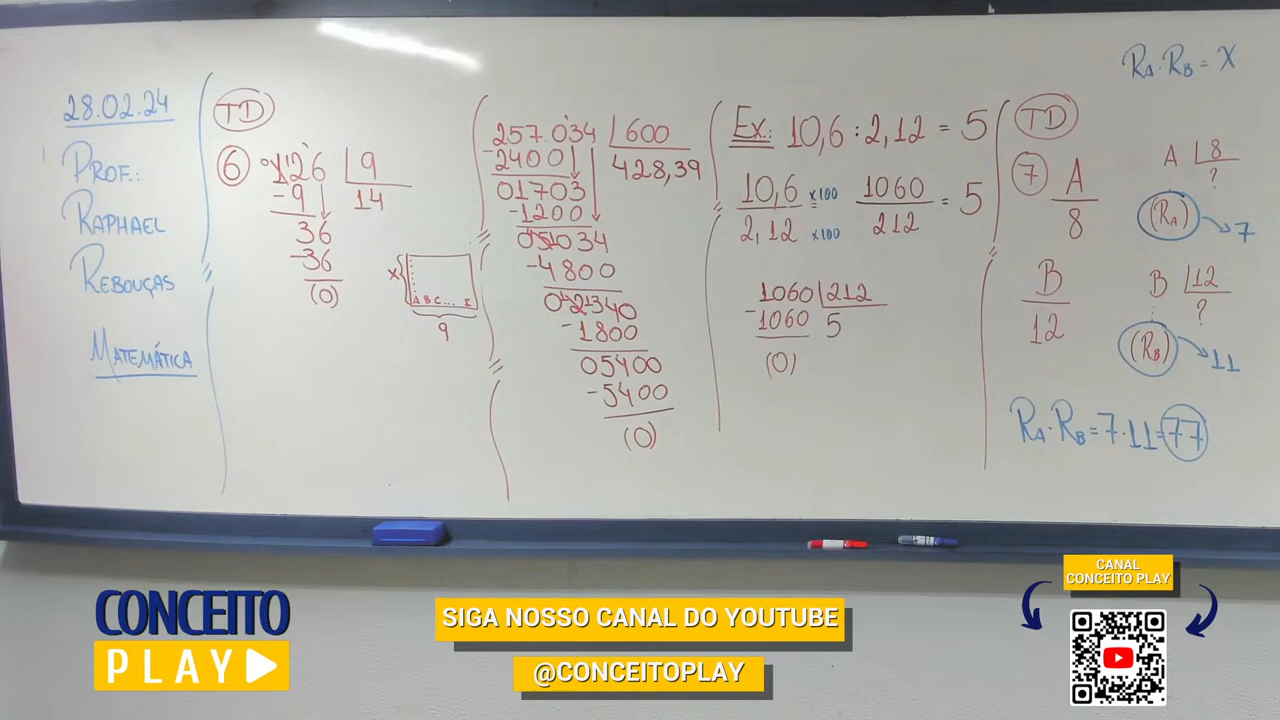 28.02.24
PROF.:
RAPHAEL
REBOUÇAS
MATEMÁTICA
TD
6
126 9
-9 14
36
-36
(0)
X
A B C... I
9
257.034 600
-2400 428,39
01703
-1200
051034
-4800
0421340
-1800
05400
-5400
(0)
Ex.: 10,6 : 2,12 = 5
10,6 x100 1060 = 5
2,12 x100 212
1060 212
-1060 5
(0)
RA·RB = X
TD
7 A
8
A 8
?
(RA) 7
B
12
B 12
?
(RB) 11
RA·RB = 7·11 = 77
CONCEITO
PLAY
SIGA NOSSO CANAL DO YOUTUBE
@CONCEITOPLAY
CANAL
CONCEITO PLAY